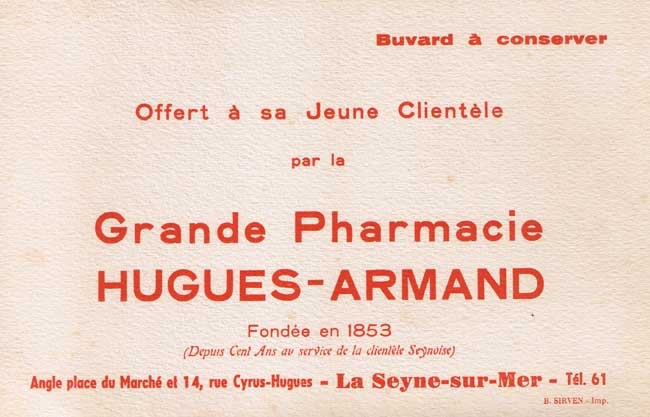 Buvard à conserver
Offert à sa Jeune Clientèle
par la
Grande Pharmacie
HUGUES-ARMAND
Fondée en 1853
(Depuis Cent Ans au service de la clientèle Seynoise)
Angle place du Marché et 14, rue Cyrus-Hugues - La Seyne-sur-Mer - Tél. 61
B. SIRVEN - Imp.